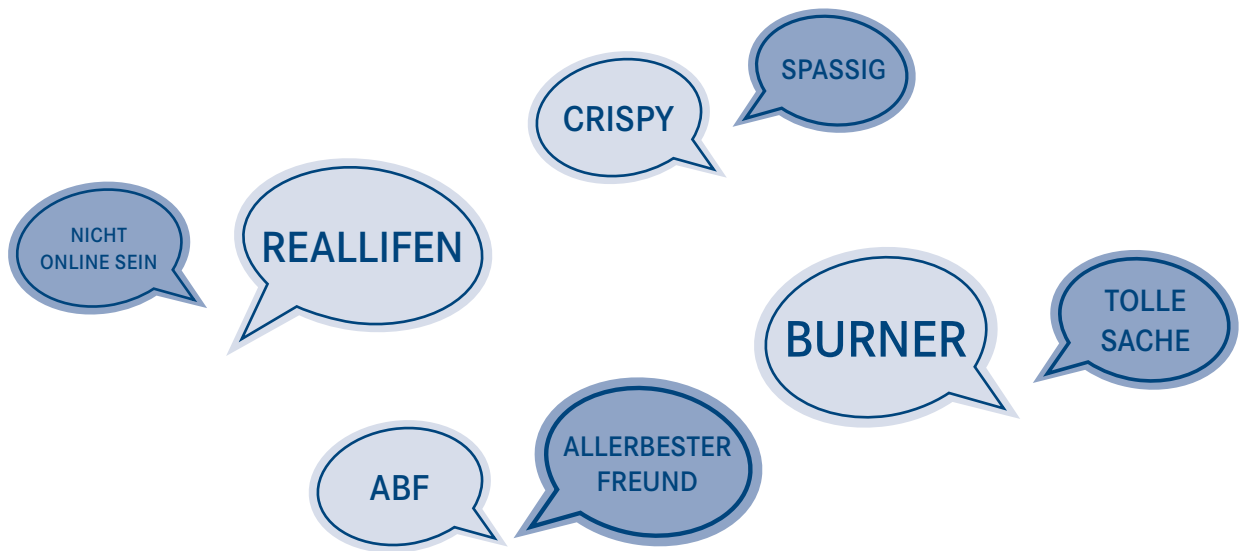 SPASSIG
CRISPY
NICHT
ONLINE SEIN
REALLIFEN
BURNER
TOLLE
SACHE
ABF
ALLERBESTER
FREUND